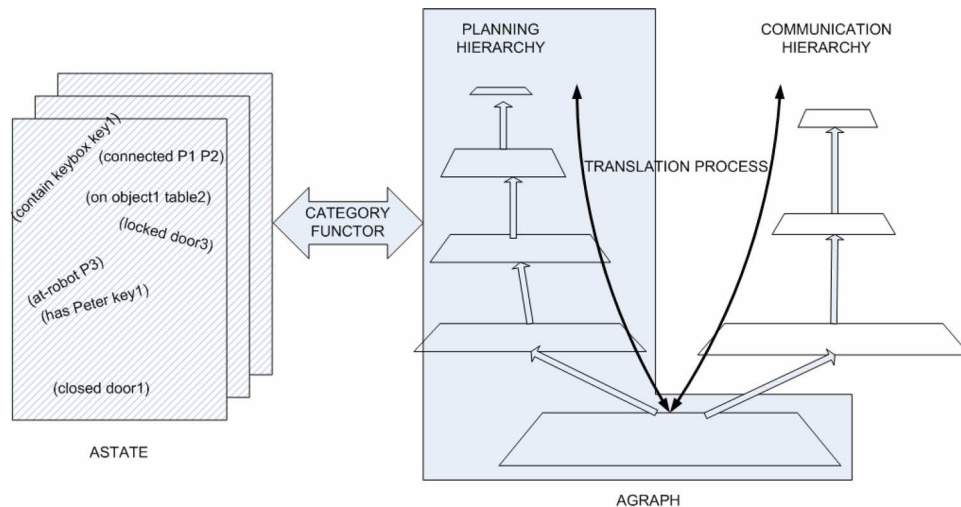 PLANNING
HIERARCHY
COMMUNICATION
HIERARCHY
(contain keybox key1)
(connected P1 P2)
(on object1 table2)
(locked door3)
(at-robot P3)
(has Peter key1)
(closed door1)
ASTATE
CATEGORY
FUNCTOR
TRANSLATION PROCESS
AGRAPH